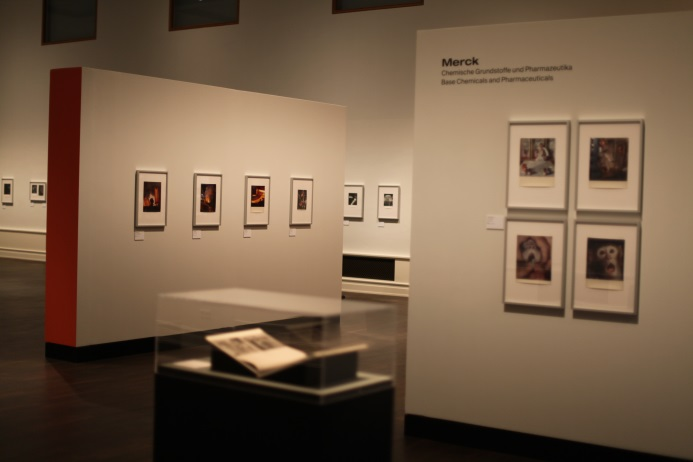 Merck
Chemische Grundstoffe und Pharmazeutika
Base Chemicals and Pharmaceuticals